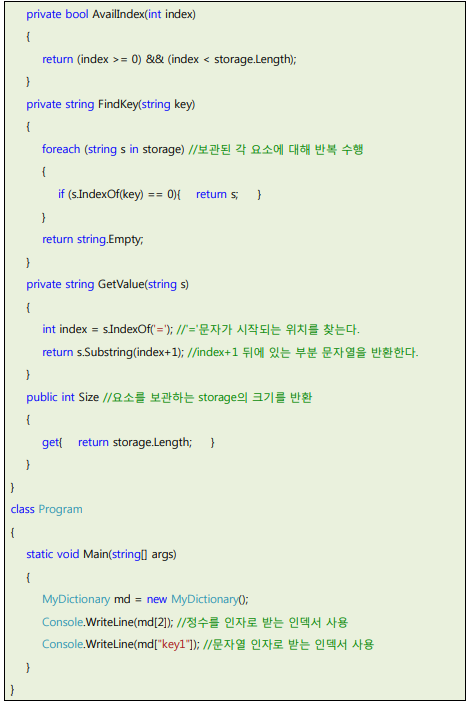 private bool AvailIndex(int index)
{
return (index >= 0) && (index < storage.Length);
}
private string FindKey(string key)
{
foreach (string s in storage) //보관된 각 요소에 대해 반복 수행
{
if (s.IndexOf(key) == 0){ return s; }
}
return string.Empty;
}
private string GetValue(string s)
{
int index = s.IndexOf('='); //'='문자가 시작되는 위치를 찾는다.
return s.Substring(index+1); //index+1 뒤에 있는 부분 문자열을 반환한다.
}
public int Size //요소를 보관하는 storage의 크기를 반환
{
get{ return storage.Length; }
}
}
class Program
{
static void Main(string[] args)
{
MyDictionary md = new MyDictionary();
Console.WriteLine(md[2]); //정수를 인자로 받는 인덱서 사용
Console.WriteLine(md["key1"]); //문자열 인자로 받는 인덱서 사용
}
}